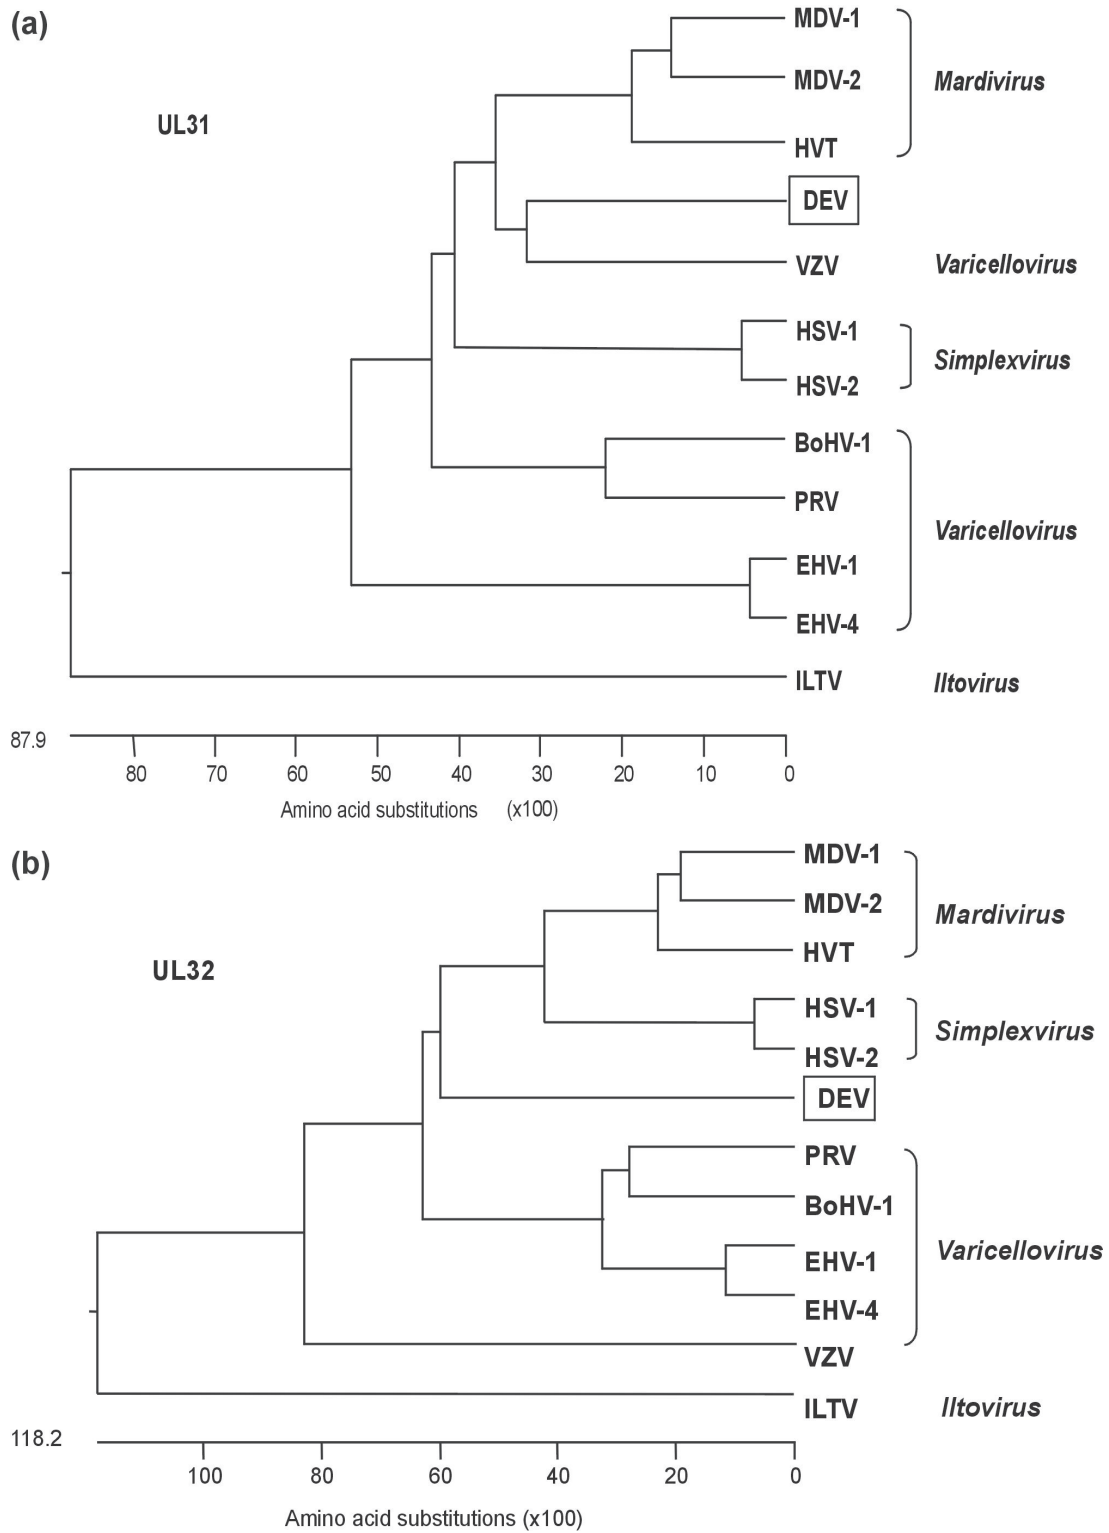 (a)
UL31
MDV-1
MDV-2
HVT
Mardivirus
DEV
VZV
Varicellovirus
HSV-1
HSV-2
Simplexvirus
BoHV-1
PRV
EHV-1
EHV-4
Varicellovirus
ILTV
Iltovirus
87.9
80 70 60 50 40 30 20 10 0
Amino acid substitutions (x100)
(b)
UL32
MDV-1
MDV-2
HVT
Mardivirus
HSV-1
HSV-2
Simplexvirus
DEV
PRV
BoHV-1
EHV-1
EHV-4
VZV
Varicellovirus
ILTV
Iltovirus
118.2
100 80 60 40 20 0
Amino acid substitutions (x100)